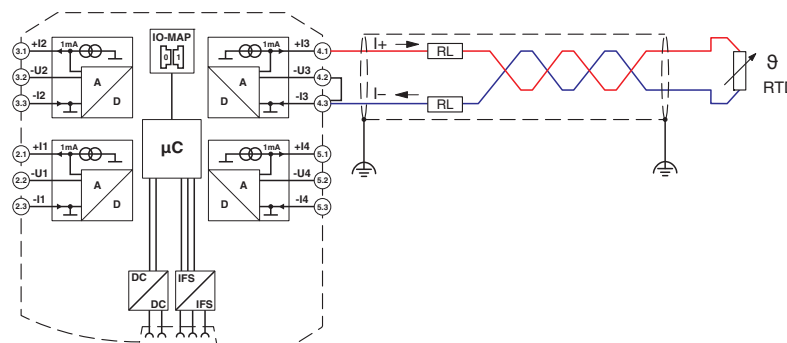 3.1 +I2 1mA
3.2 -U2 A
3.3 -I2 D
IO-MAP
0 1
1mA +I3 4.1
A -U3 4.2
D -I3 4.3
I+ RL
I– RL
ϑ
RTI
µC
2.1 +I1 1mA
2.2 -U1 A
2.3 -I1 D
1mA +I4 5.1
A -U4 5.2
D -I4 5.3
DC IFS
DC IFS